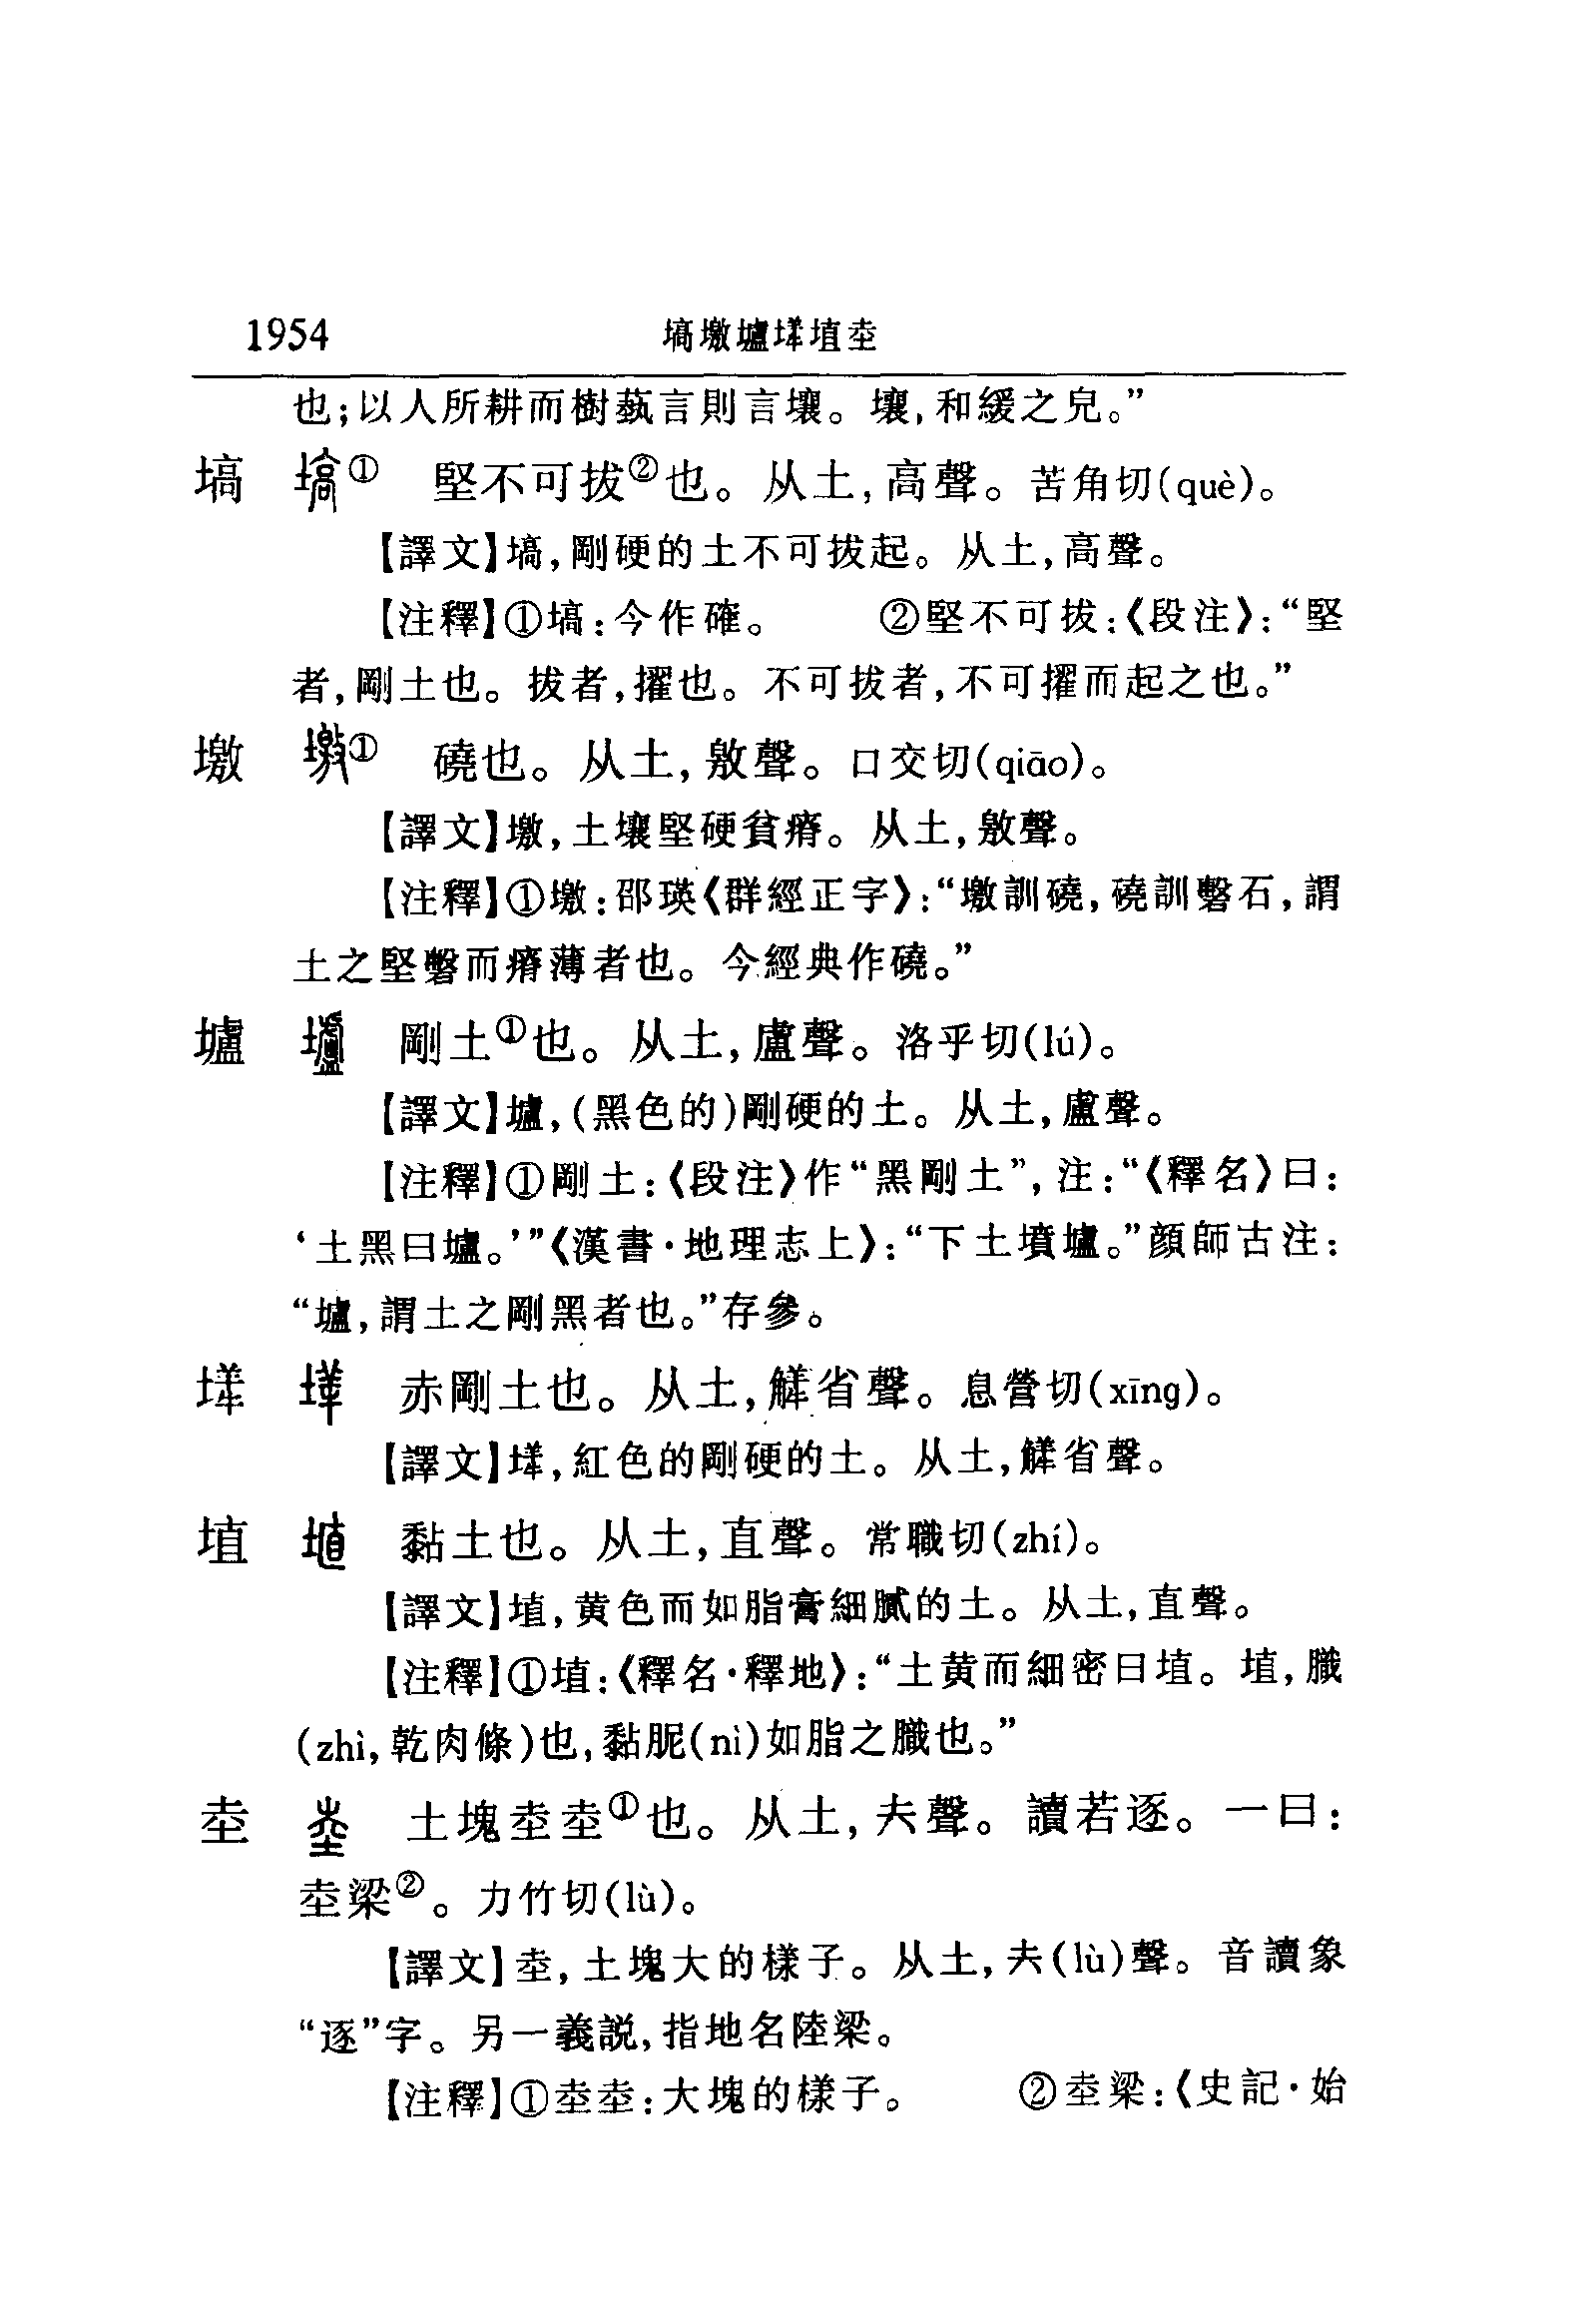 1954 塙墽壚垟埴坴
也;以人所耕而樹蓺言則言壤。壤,和緩之皃。”
塙 ① 堅不可拔②也。从土,高聲。苦角切(què)。
【譯文】塙,剛硬的土不可拔起。从土,高聲。
【注釋】①塙:今作確。 ②堅不可拔:《段注》:“堅
者,剛土也。拔者,擢也。不可拔者,不可擢而起之也。”
墽 ① 磽也。从土,敫聲。口交切(qiāo)。
【譯文】墽,土壤堅硬貧瘠。从土,敫聲。
【注釋】①墽:邵瑛《群經正字》:“墽訓磽,磽訓磐石,謂
土之堅磐而瘠薄者也。今經典作磽。”
壚 剛土①也。从土,盧聲。洛乎切(lú)。
【譯文】壚,(黑色的)剛硬的土。从土,盧聲。
【注釋】①剛土:《段注》作“黑剛土”,注:“《釋名》曰:
‘土黑曰壚。’”《漢書·地理志上》:“下土墳壚。”顔師古注:
“壚,謂土之剛黑者也。”存參。
垟 赤剛土也。从土,觲省聲。息營切(xīng)。
【譯文】垟,紅色的剛硬的土。从土,觲省聲。
埴 黏土也。从土,直聲。常職切(zhí)。
【譯文】埴,黄色而如脂膏細膩的土。从土,直聲。
【注釋】①埴:《釋名·釋地》:“土黄而細密曰埴。埴,膱
(zhì,乾肉條)也,黏胒(nì)如脂之膱也。”
坴 土塊坴坴①也。从土,圥聲。讀若逐。一曰:
坴梁②。力竹切(lù)。
【譯文】坴,土塊大的樣子。从土,圥(lù)聲。音讀象
“逐”字。另一義説,指地名陸梁。
【注釋】①坴坴:大塊的樣子。 ②坴梁:《史記·始